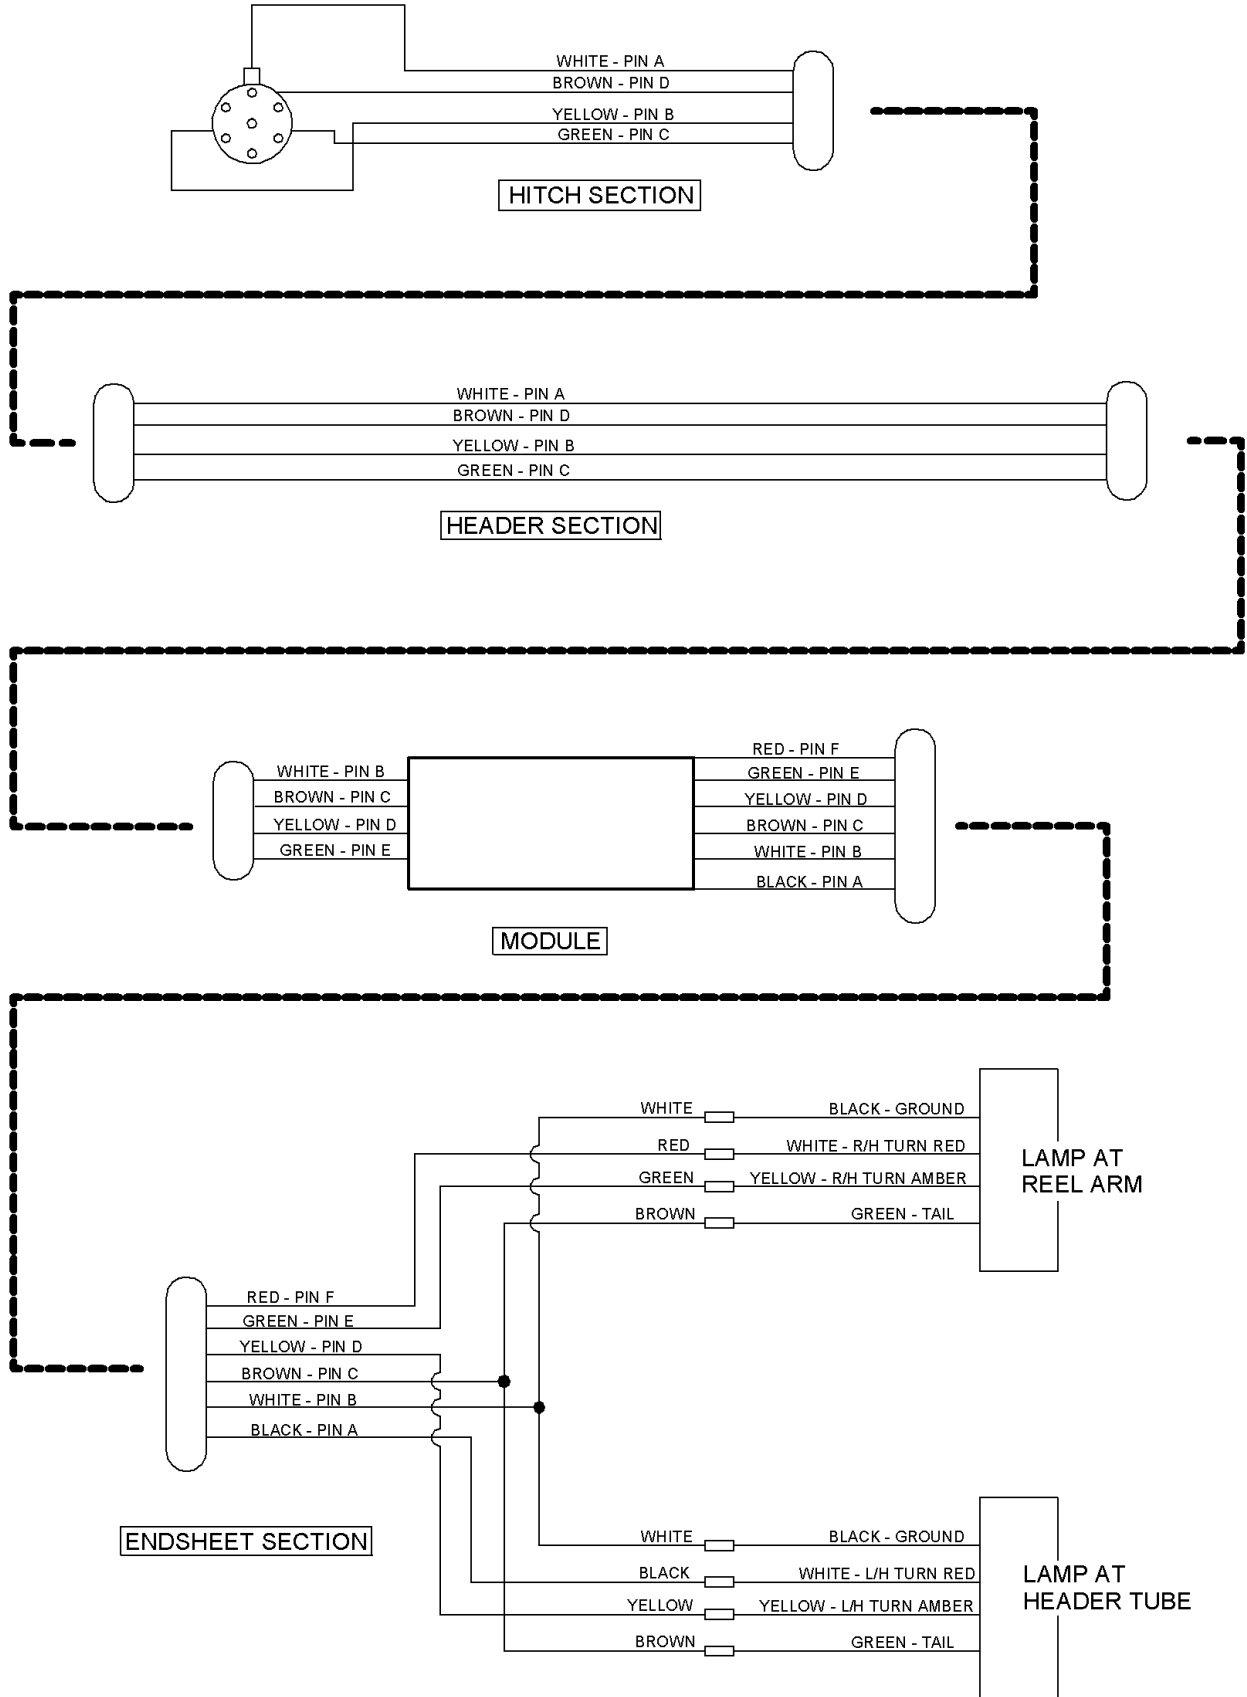 WHITE - PIN A
BROWN - PIN D
YELLOW - PIN B
GREEN - PIN C
HITCH SECTION
WHITE - PIN A
BROWN - PIN D
YELLOW - PIN B
GREEN - PIN C
HEADER SECTION
WHITE - PIN B
BROWN - PIN C
YELLOW - PIN D
GREEN - PIN E
RED - PIN F
GREEN - PIN E
YELLOW - PIN D
BROWN - PIN C
WHITE - PIN B
BLACK - PIN A
MODULE
WHITE
BLACK - GROUND
RED
WHITE - R/H TURN RED
GREEN
YELLOW - R/H TURN AMBER
BROWN
GREEN - TAIL
LAMP AT
REEL ARM
RED - PIN F
GREEN - PIN E
YELLOW - PIN D
BROWN - PIN C
WHITE - PIN B
BLACK - PIN A
ENDSHEET SECTION
WHITE
BLACK - GROUND
BLACK
WHITE - L/H TURN RED
YELLOW
YELLOW - L/H TURN AMBER
BROWN
GREEN - TAIL
LAMP AT
HEADER TUBE